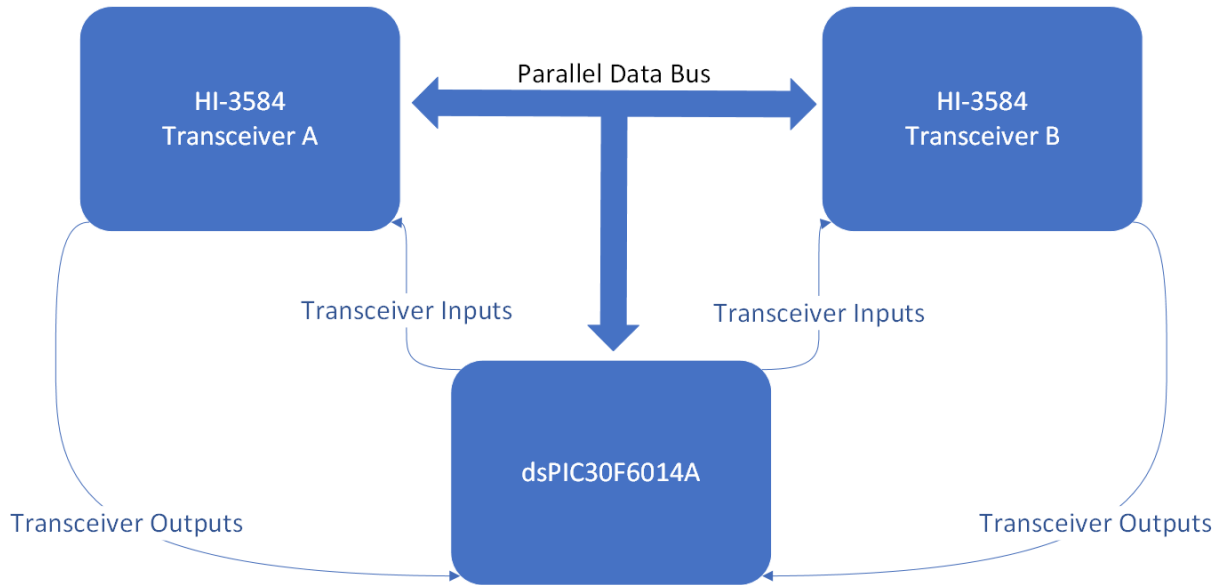 Parallel Data Bus
HI-3584
Transceiver A
HI-3584
Transceiver B
Transceiver Inputs
Transceiver Inputs
dsPIC30F6014A
Transceiver Outputs
Transceiver Outputs